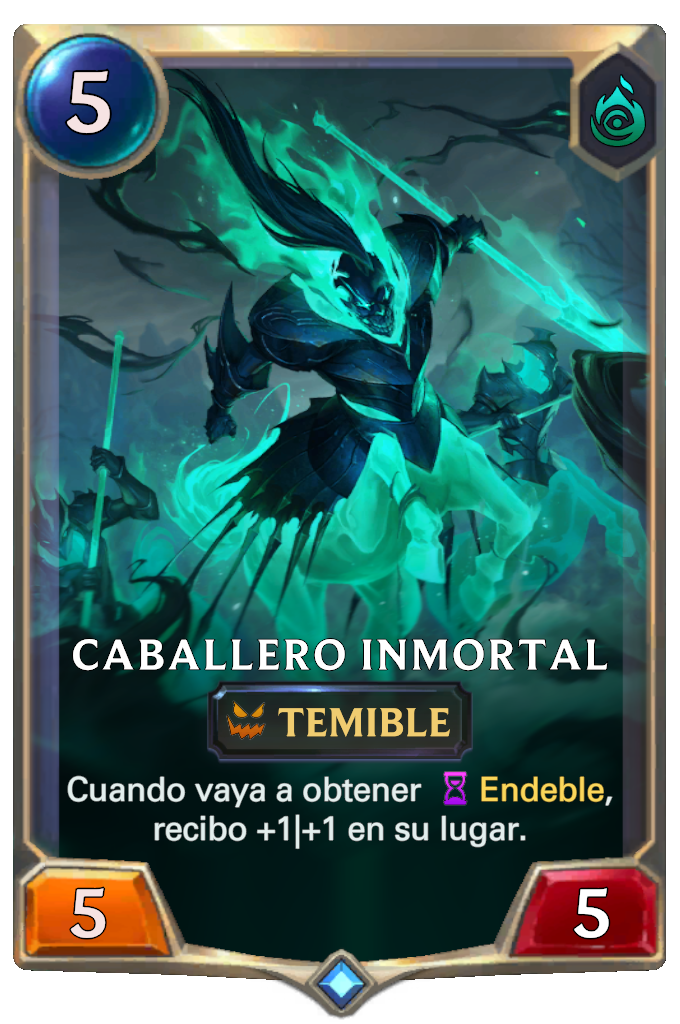 5
CABALLERO INMORTAL
TEMIBLE
Cuando vaya a obtener Endeble,
recibo +1|+1 en su lugar.
5 5